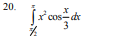 20. ∫_{π/2}^{π} x² cos x/3 dx